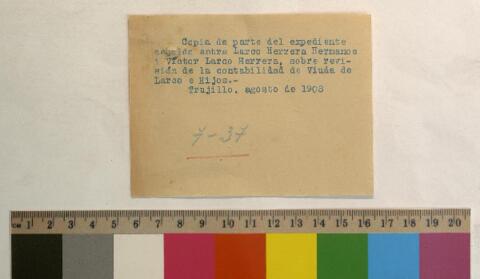 Copia de parte del expediente
seguido entre Larco Herrera Hermanos
y Víctor Larco Herrera, sobre revi-
sión de la contabilidad de Viuda de
Larco e Hijos.-
Trujillo, agosto de 1908
7-37
cm 1 2 3 4 5 6 7 8 9 10 11 12 13 14 15 16 17 18 19 20